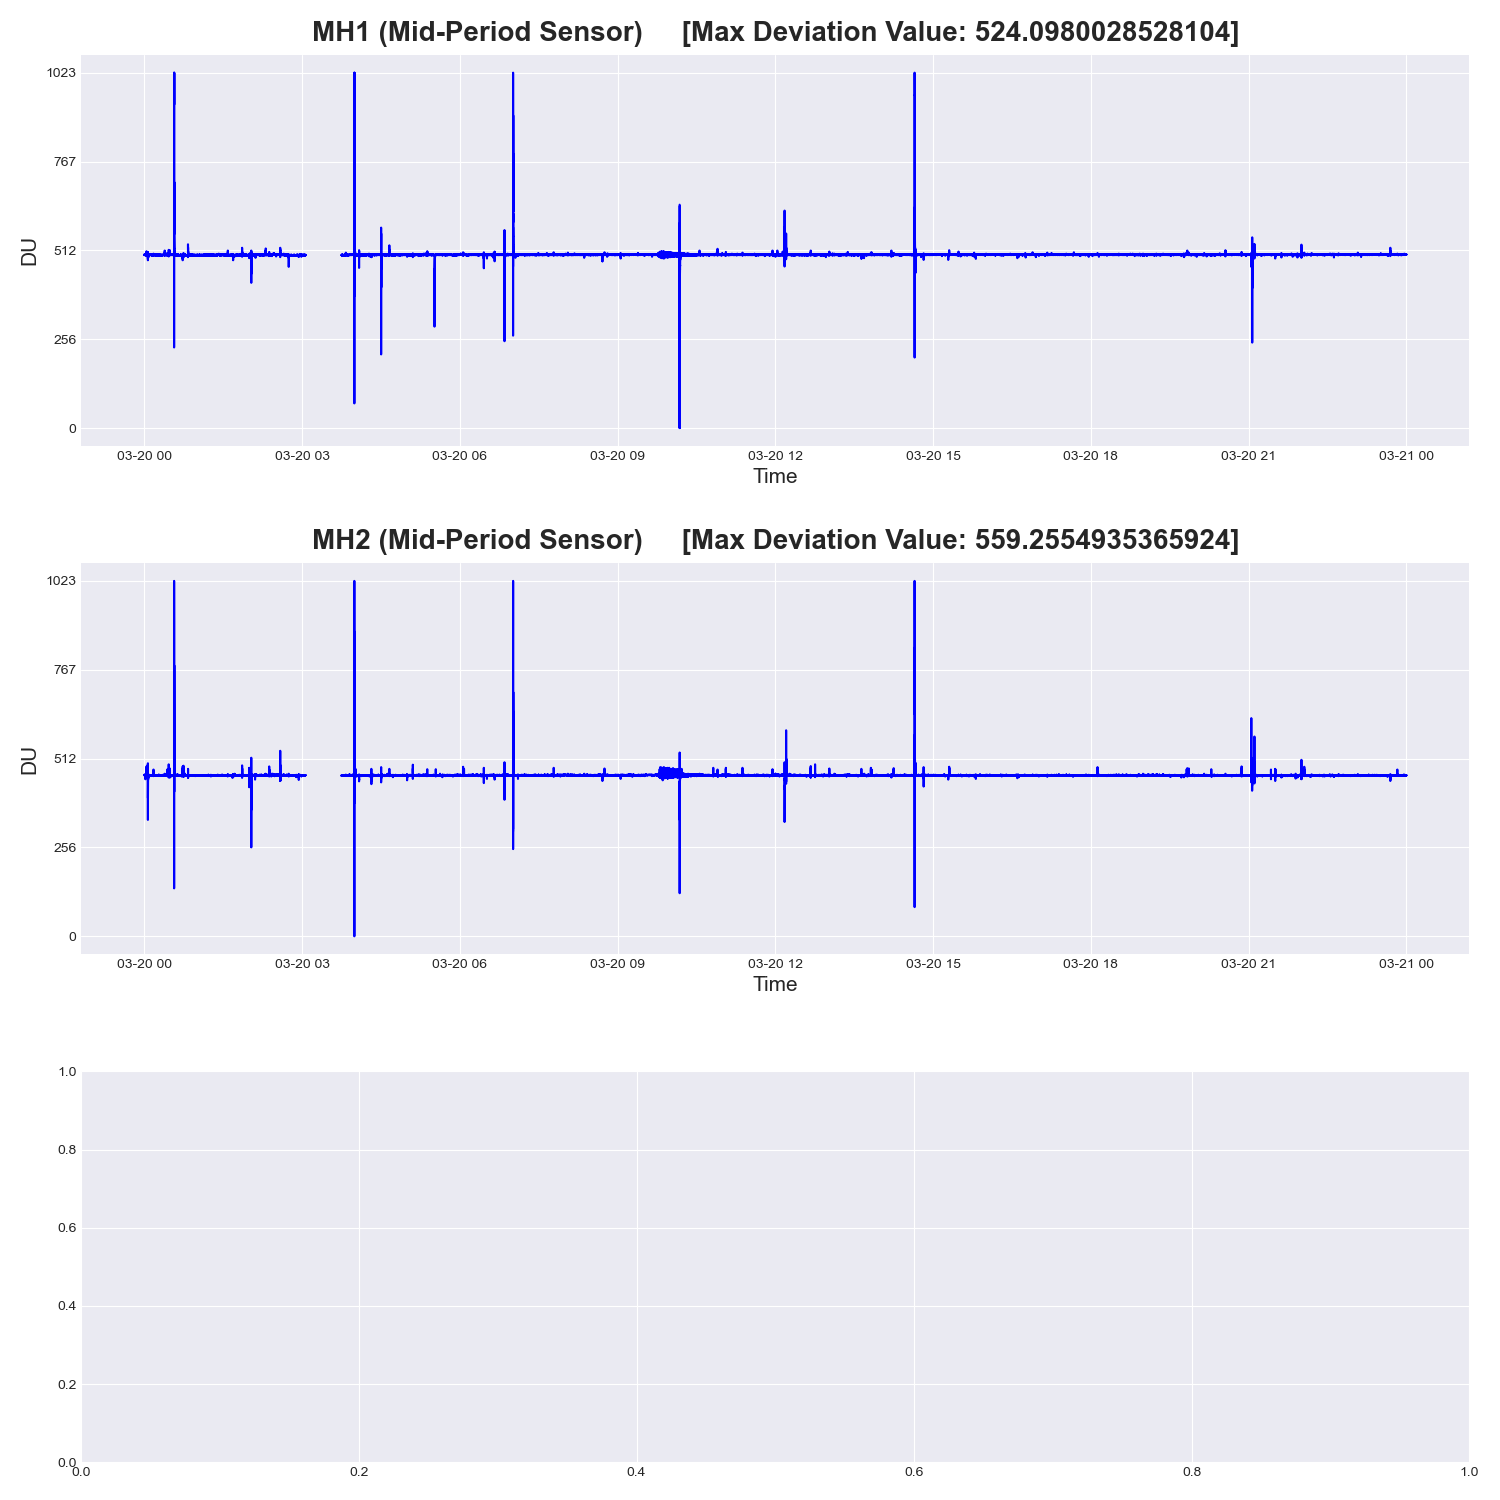 MH1 (Mid-Period Sensor) [Max Deviation Value: 524.0980028528104]
1023
767
512
256
0
DU
03-20 00 03-20 03 03-20 06 03-20 09 03-20 12 03-20 15 03-20 18 03-20 21 03-21 00
Time
MH2 (Mid-Period Sensor) [Max Deviation Value: 559.2554935365924]
1023
767
512
256
0
DU
03-20 00 03-20 03 03-20 06 03-20 09 03-20 12 03-20 15 03-20 18 03-20 21 03-21 00
Time
1.0
0.8
0.6
0.4
0.2
0.0
0.0 0.2 0.4 0.6 0.8 1.0